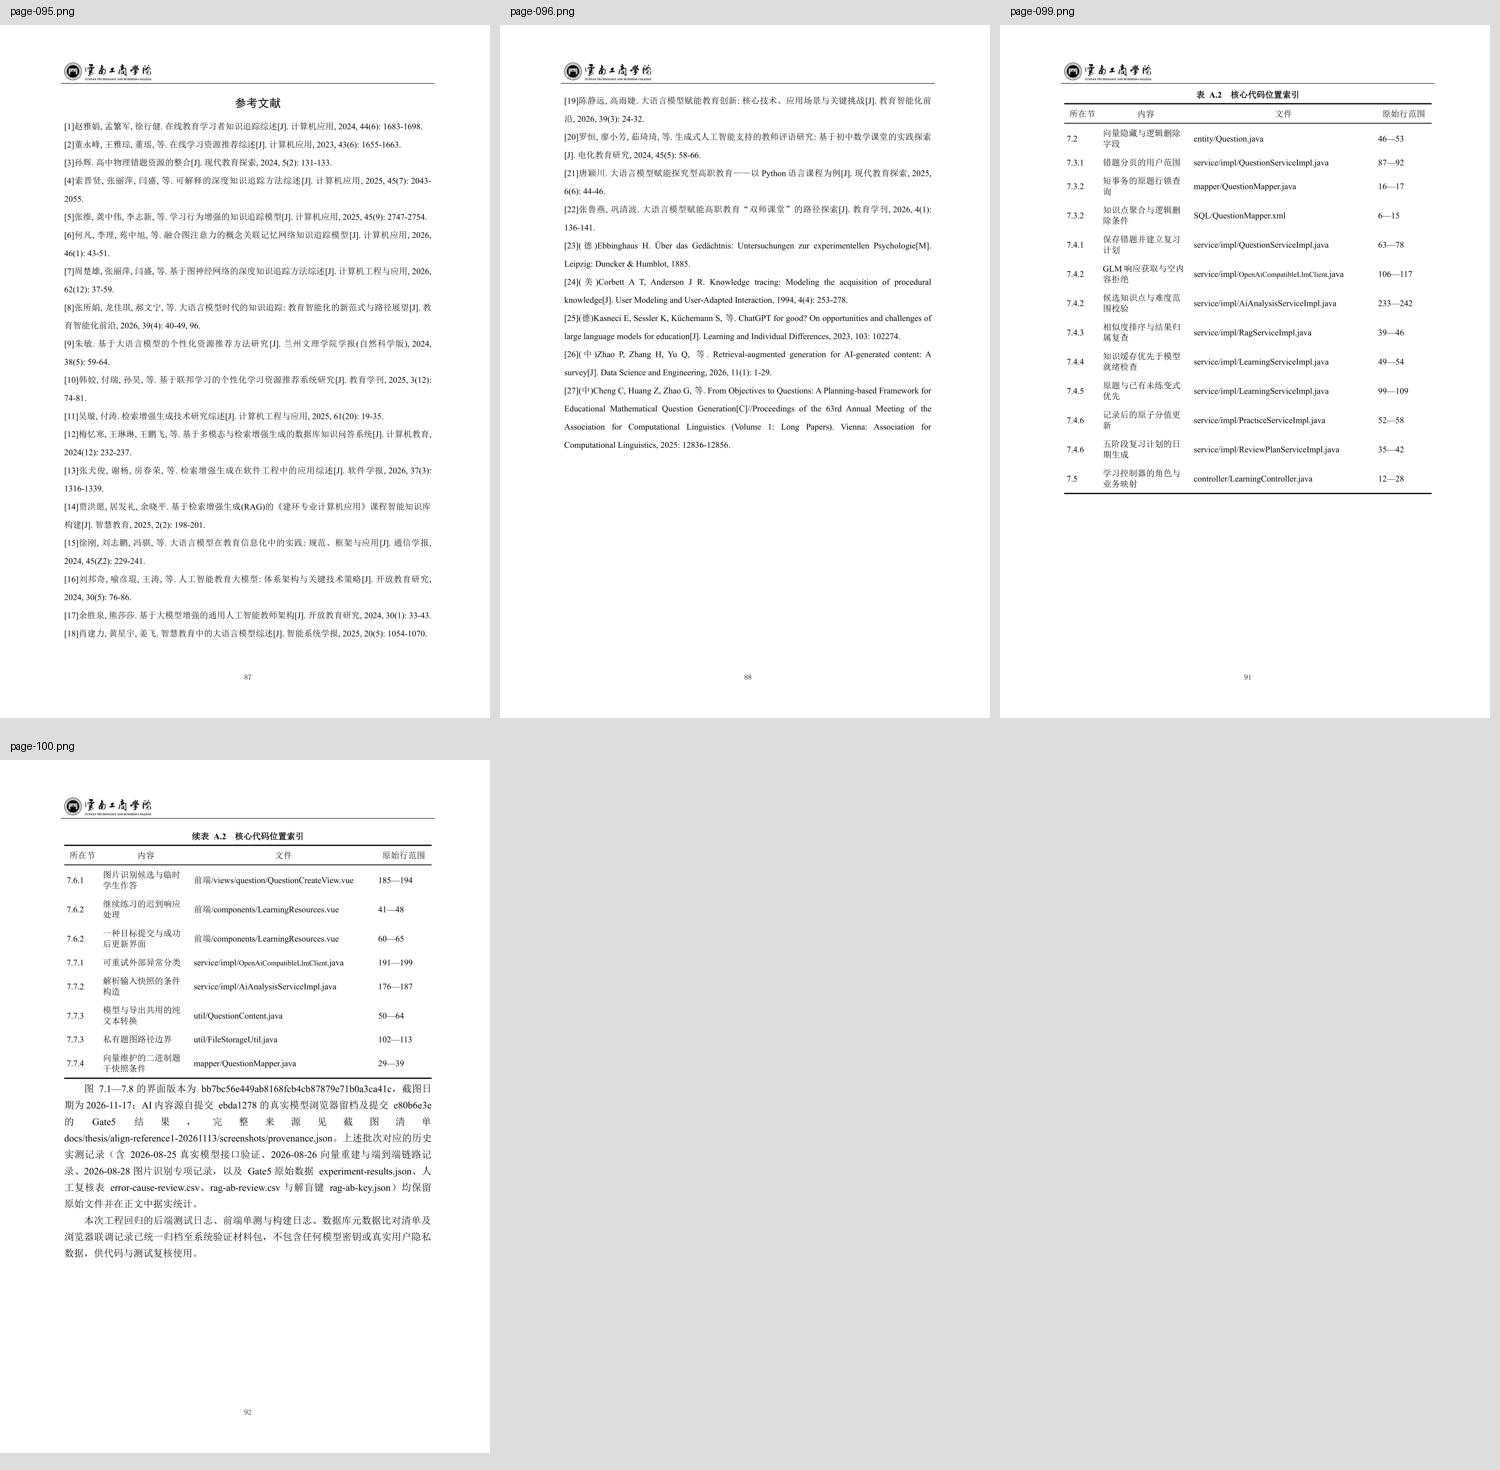 page-095.png
雲南工商學院
YUNNAN TECHNOLOGY AND BUSINESS COLLEGE
参考文献
[1]赵雅娟, 孟繁军, 徐行健. 在线教育学习者知识追踪综述[J]. 计算机应用, 2024, 44(6): 1683-1698.
[2]董永峰, 王雅琮, 董瑶, 等. 在线学习资源推荐综述[J]. 计算机应用, 2023, 43(6): 1655-1663.
[3]孙辉. 高中物理错题资源的整合[J]. 现代教育探索, 2024, 5(2): 131-133.
[4]索晋贤, 张丽萍, 闫盛, 等. 可解释的深度知识追踪方法综述[J]. 计算机应用, 2025, 45(7): 2043-
2055.
[5]张维, 龚中伟, 李志新, 等. 学习行为增强的知识追踪模型[J]. 计算机应用, 2025, 45(9): 2747-2754.
[6]何凡, 李理, 苑中旭, 等. 融合图注意力的概念关联记忆网络知识追踪模型[J]. 计算机应用, 2026,
46(1): 43-51.
[7]周楚雄, 张丽萍, 闫盛, 等. 基于图神经网络的深度知识追踪方法综述[J]. 计算机工程与应用, 2026,
62(12): 37-59.
[8]张所娟, 龙佳琪, 郝文宁, 等. 大语言模型时代的知识追踪: 教育智能化的新范式与路径展望[J]. 教
育智能化前沿, 2026, 39(4): 40-49, 96.
[9]朱敏. 基于大语言模型的个性化资源推荐方法研究[J]. 兰州文理学院学报(自然科学版), 2024,
38(5): 59-64.
[10]韩姣, 付瑞, 孙昊, 等. 基于联邦学习的个性化学习资源推荐系统研究[J]. 教育学刊, 2025, 3(12):
74-81.
[11]吴璇, 付涛. 检索增强生成技术研究综述[J]. 计算机工程与应用, 2025, 61(20): 19-35.
[12]梅忆寒, 王琳琳, 王鹏飞, 等. 基于多模态与检索增强生成的数据库知识问答系统[J]. 计算机教育,
2024(12): 232-237.
[13]张犬俊, 谢杨, 房春荣, 等. 检索增强生成在软件工程中的应用综述[J]. 软件学报, 2026, 37(3):
1316-1339.
[14]贾洪愿, 居发礼, 余晓平. 基于检索增强生成(RAG)的《建环专业计算机应用》课程智能知识库
构建[J]. 智慧教育, 2025, 2(2): 198-201.
[15]徐刚, 刘志鹏, 冯骐, 等. 大语言模型在教育信息化中的实践: 规范、框架与应用[J]. 通信学报,
2024, 45(Z2): 229-241.
[16]刘邦奇, 喻彦琨, 王涛, 等. 人工智能教育大模型: 体系架构与关键技术策略[J]. 开放教育研究,
2024, 30(5): 76-86.
[17]余胜泉, 熊莎莎. 基于大模型增强的通用人工智能教师架构[J]. 开放教育研究, 2024, 30(1): 33-43.
[18]肖建力, 黄星宇, 姜飞. 智慧教育中的大语言模型综述[J]. 智能系统学报, 2025, 20(5): 1054-1070.
87
page-096.png
雲南工商學院
YUNNAN TECHNOLOGY AND BUSINESS COLLEGE
[19]陈静远, 高雨婕. 大语言模型赋能教育创新: 核心技术、应用场景与关键挑战[J]. 教育智能化前
沿, 2026, 39(3): 24-32.
[20]罗恒, 廖小芳, 茹琦琦, 等. 生成式人工智能支持的教师评语研究: 基于初中数学课堂的实践探索
[J]. 电化教育研究, 2024, 45(5): 58-66.
[21]唐颖川. 大语言模型赋能探究型高职教育——以 Python 语言课程为例[J]. 现代教育探索, 2025,
6(6): 44-46.
[22]张鲁燕, 巩清波. 大语言模型赋能高职教育“双师课堂”的路径探索[J]. 教育学刊, 2026, 4(1):
136-141.
[23](德)Ebbinghaus H. Über das Gedächtnis: Untersuchungen zur experimentellen Psychologie[M].
Leipzig: Duncker & Humblot, 1885.
[24](美)Corbett A T, Anderson J R. Knowledge tracing: Modeling the acquisition of procedural
knowledge[J]. User Modeling and User-Adapted Interaction, 1994, 4(4): 253-278.
[25](德)Kasneci E, Sessler K, Küchemann S, 等. ChatGPT for good? On opportunities and challenges of
large language models for education[J]. Learning and Individual Differences, 2023, 103: 102274.
[26](中)Zhao P, Zhang H, Yu Q, 等. Retrieval-augmented generation for AI-generated content: A
survey[J]. Data Science and Engineering, 2026, 11(1): 1-29.
[27](中)Cheng C, Huang Z, Zhao G, 等. From Objectives to Questions: A Planning-based Framework for
Educational Mathematical Question Generation[C]//Proceedings of the 63rd Annual Meeting of the
Association for Computational Linguistics (Volume 1: Long Papers). Vienna: Association for
Computational Linguistics, 2025: 12836-12856.
88
page-099.png
雲南工商學院
YUNNAN TECHNOLOGY AND BUSINESS COLLEGE
表 A.2 核心代码位置索引
所在节 内容 文件 原始行范围
7.2 向量隐藏与逻辑删除字段 entity/Question.java 46—53
7.3.1 错题分页的用户范围 service/impl/QuestionServiceImpl.java 87—92
7.3.2 短事务的原题行锁查询 mapper/QuestionMapper.java 16—17
7.3.2 知识点聚合与逻辑删除条件 SQL/QuestionMapper.xml 6—15
7.4.1 保存错题并建立复习计划 service/impl/QuestionServiceImpl.java 63—78
7.4.2 GLM 响应获取与空内容拒绝 service/impl/OpenAiCompatibleLlmClient.java 106—117
7.4.2 候选知识点与难度范围校验 service/impl/AiAnalysisServiceImpl.java 233—242
7.4.3 相似度排序与结果归属复查 service/impl/RagServiceImpl.java 39—46
7.4.4 知识缓存优先于模型就绪检查 service/impl/LearningServiceImpl.java 49—54
7.4.5 原题与已有未练变式优先 service/impl/LearningServiceImpl.java 99—109
7.4.6 记录后的原子分值更新 service/impl/PracticeServiceImpl.java 52—58
7.4.6 五阶段复习计划的日期生成 service/impl/ReviewPlanServiceImpl.java 35—42
7.5 学习控制器的角色与业务映射 controller/LearningController.java 12—28
91
page-100.png
雲南工商學院
YUNNAN TECHNOLOGY AND BUSINESS COLLEGE
续表 A.2 核心代码位置索引
所在节 内容 文件 原始行范围
7.6.1 图片识别候选与临时学生作答 前端/views/question/QuestionCreateView.vue 185—194
7.6.2 继续练习的迟到响应处理 前端/components/LearningResources.vue 41—48
7.6.2 一种目标提交与成功后更新界面 前端/components/LearningResources.vue 60—65
7.7.1 可重试外部异常分类 service/impl/OpenAiCompatibleLlmClient.java 191—199
7.7.2 解析输入快照的条件构造 service/impl/AiAnalysisServiceImpl.java 176—187
7.7.3 模型与导出共用的纯文本转换 util/QuestionContent.java 50—64
7.7.3 私有题图路径边界 util/FileStorageUtil.java 102—113
7.7.4 向量维护的二进制题干快照条件 mapper/QuestionMapper.java 29—39
图 7.1—7.8 的界面版本为 bb7bc56e449ab8168fcb4cb87879e71b0a3ca41c，截图日
期为 2026-11-17；AI 内容源自提交 ebda1278 的真实模型浏览器留档及提交 e80b6e3e
的 Gate5 结果，完整来源见截图清单
docs/thesis/align-reference1-20261113/screenshots/provenance.json。上述批次对应的历史
实测记录（含 2026-08-25 真实模型接口验证、2026-08-26 向量重建与端到端链路记
录、2026-08-28 图片识别专项记录，以及 Gate5 原始数据 experiment-results.json、人
工复核表 error-cause-review.csv、rag-ab-review.csv 与解盲键 rag-ab-key.json）均保留
原始文件并在正文中据实统计。
本次工程回归的后端测试日志、前端单测与构建日志、数据库元数据比对清单及
浏览器联调记录已统一归档至系统验证材料包，不包含任何模型密钥或真实用户隐私
数据，供代码与测试复核使用。
92